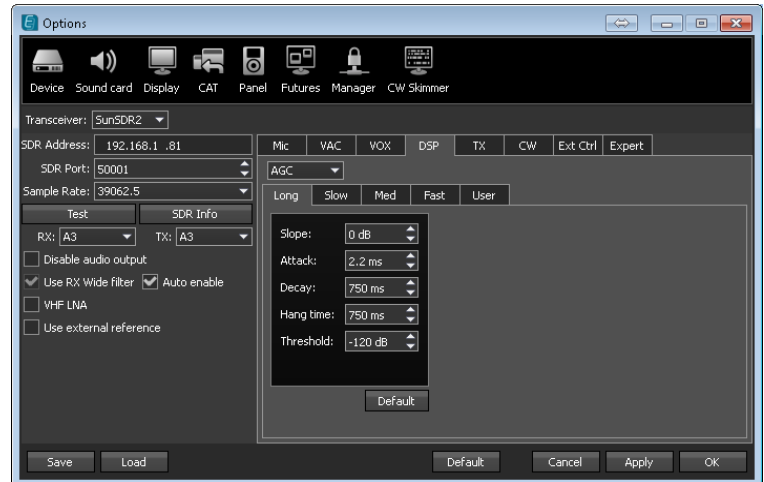 Options
Device Sound card Display CAT Panel Futures Manager CW Skimmer
Transceiver: SunSDR2
SDR Address: 192.168.1 .81
SDR Port: 50001
Sample Rate: 39062.5
Test SDR Info
RX: A3 TX: A3
Disable audio output
Use RX Wide filter Auto enable
VHF LNA
Use external reference
Mic VAC VOX DSP TX CW Ext Ctrl Expert
AGC
Long Slow Med Fast User
Slope: 0 dB
Attack: 2.2 ms
Decay: 750 ms
Hang time: 750 ms
Threshold: -120 dB
Default
Save Load Default Cancel Apply OK